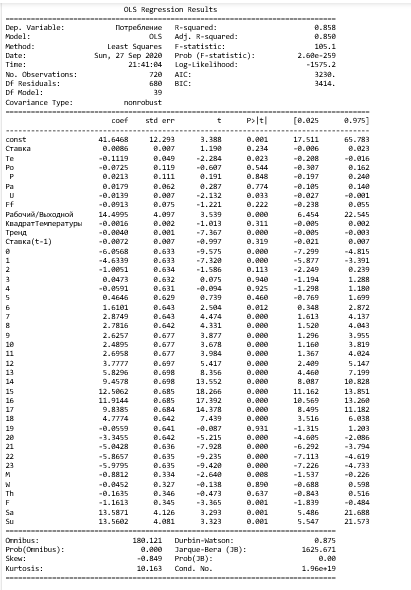 OLS Regression Results
Dep. Variable: Потребление R-squared: 0.858
Model: OLS Adj. R-squared: 0.850
Method: Least Squares F-statistic: 105.1
Date: Sun, 27 Sep 2020 Prob (F-statistic): 2.60e-259
Time: 21:41:04 Log-Likelihood: -1575.2
No. Observations: 720 AIC: 3230.
Df Residuals: 680 BIC: 3414.
Df Model: 39
Covariance Type: nonrobust
coef std err t P>|t| [0.025 0.975]
const 41.6468 12.293 3.388 0.001 17.511 65.783
Ставка 0.0086 0.007 1.190 0.234 -0.006 0.023
Te -0.1119 0.049 -2.284 0.023 -0.208 -0.016
Po -0.0725 0.119 -0.607 0.544 -0.307 0.162
P 0.0213 0.111 0.191 0.848 -0.197 0.240
Pa 0.0179 0.062 0.287 0.774 -0.105 0.140
U -0.0139 0.007 -2.132 0.033 -0.027 -0.001
Ff -0.0913 0.075 -1.221 0.222 -0.238 0.055
Рабочий/Выходной 14.4995 4.097 3.539 0.000 6.454 22.545
КвадратТемпературы -0.0016 0.002 -1.013 0.311 -0.005 0.002
Тренд -0.0040 0.001 -7.367 0.000 -0.005 -0.003
Ставка(t-1) -0.0072 0.007 -0.997 0.319 -0.021 0.007
0 -6.0568 0.633 -9.575 0.000 -7.299 -4.815
1 -4.6339 0.633 -7.320 0.000 -5.877 -3.391
2 -1.0051 0.634 -1.586 0.113 -2.249 0.239
3 0.0473 0.632 0.075 0.940 -1.194 1.288
4 -0.0591 0.631 -0.094 0.925 -1.298 1.180
5 0.4646 0.629 0.739 0.460 -0.769 1.699
6 1.6101 0.643 2.504 0.012 0.348 2.872
7 2.8749 0.643 4.474 0.000 1.613 4.137
8 2.7816 0.642 4.331 0.000 1.520 4.043
9 2.6257 0.677 3.877 0.000 1.296 3.955
10 2.4895 0.677 3.678 0.000 1.160 3.819
11 2.6958 0.677 3.984 0.000 1.367 4.024
12 3.7777 0.697 5.417 0.000 2.409 5.147
13 5.8296 0.698 8.356 0.000 4.460 7.199
14 9.4578 0.698 13.552 0.000 8.087 10.828
15 12.5062 0.685 18.266 0.000 11.162 13.851
16 11.9144 0.685 17.392 0.000 10.569 13.260
17 9.8385 0.684 14.378 0.000 8.495 11.182
18 4.7774 0.642 7.439 0.000 3.516 6.038
19 -0.0559 0.641 -0.087 0.931 -1.315 1.203
20 -3.3455 0.642 -5.215 0.000 -4.605 -2.086
21 -5.0428 0.636 -7.928 0.000 -6.292 -3.794
22 -5.8657 0.635 -9.235 0.000 -7.113 -4.619
23 -5.9795 0.635 -9.420 0.000 -7.226 -4.733
M -0.8812 0.334 -2.640 0.008 -1.537 -0.226
W -0.0452 0.327 -0.138 0.890 -0.688 0.598
Th -0.1635 0.346 -0.473 0.637 -0.843 0.516
F -1.1613 0.345 -3.365 0.001 -1.839 -0.484
Sa 13.5871 4.126 3.293 0.001 5.486 21.688
Su 13.5602 4.081 3.323 0.001 5.547 21.573
Omnibus: 180.121 Durbin-Watson: 0.875
Prob(Omnibus): 0.000 Jarque-Bera (JB): 1625.671
Skew: -0.849 Prob(JB): 0.00
Kurtosis: 10.163 Cond. No. 1.96e+19